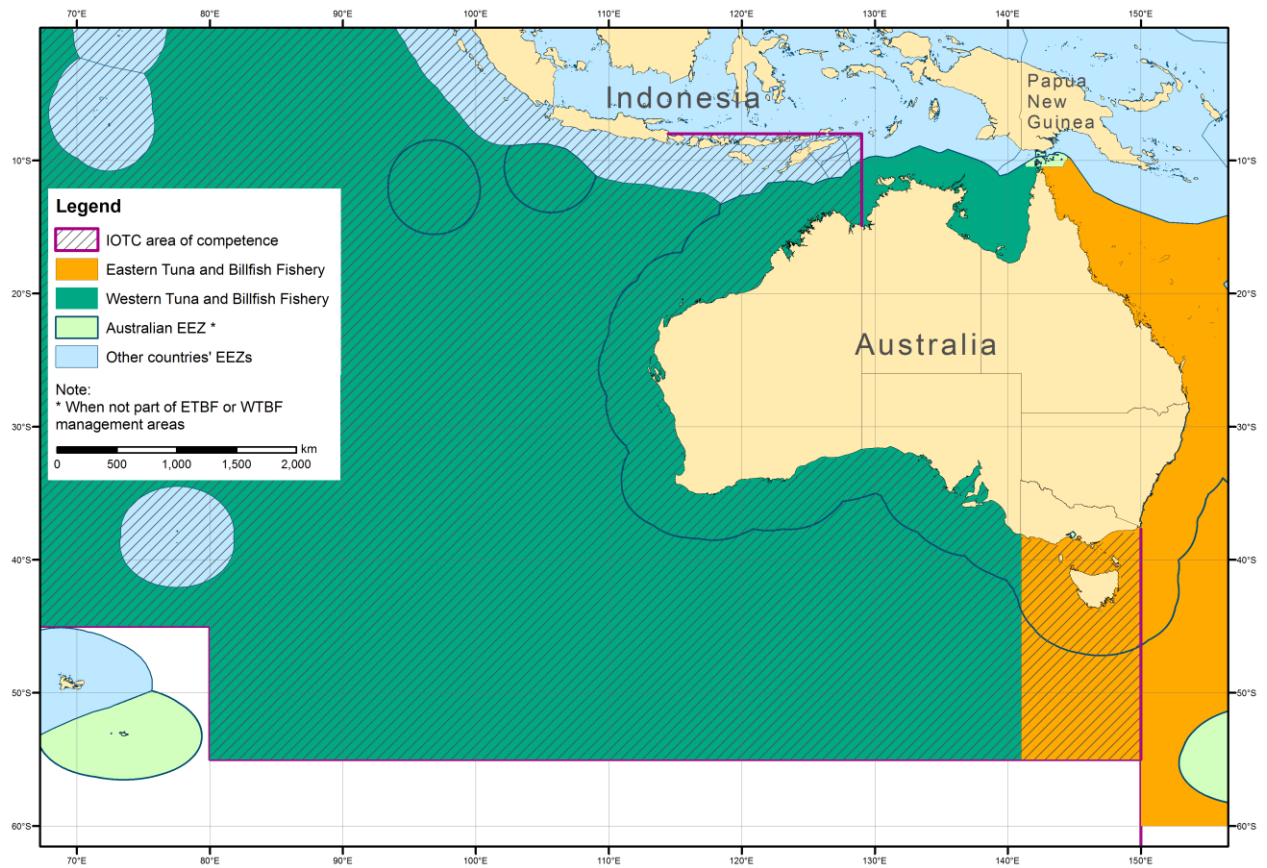 70°E 80°E 90°E 100°E 110°E 120°E 130°E 140°E 150°E
Indonesia
Papua
New
Guinea
10°S 10°S
Legend
IOTC area of competence
Eastern Tuna and Billfish Fishery
Western Tuna and Billfish Fishery
Australian EEZ *
Other countries' EEZs
Note:
* When not part of ETBF or WTBF
management areas
km
0 500 1,000 1,500 2,000
20°S 20°S
Australia
30°S 30°S
40°S 40°S
50°S 50°S
60°S 60°S
70°E 80°E 90°E 100°E 110°E 120°E 130°E 140°E 150°E